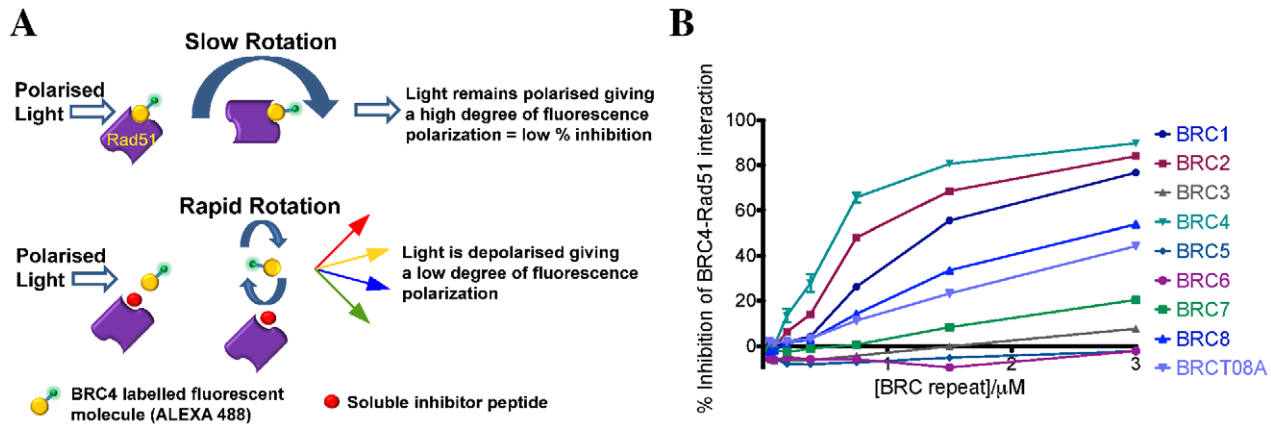 A
Slow Rotation
Polarised
Light
Rad51
Light remains polarised giving
a high degree of fluorescence
polarization = low % inhibition
Rapid Rotation
Polarised
Light
Light is depolarised giving
a low degree of fluorescence
polarization
BRC4 labelled fluorescent
molecule (ALEXA 488)
Soluble inhibitor peptide
B
% Inhibition of BRC4-Rad51 interaction
100
80
60
40
20
0
1
2
3
[BRC repeat]/μM
BRC1
BRC2
BRC3
BRC4
BRC5
BRC6
BRC7
BRC8
BRCT08A